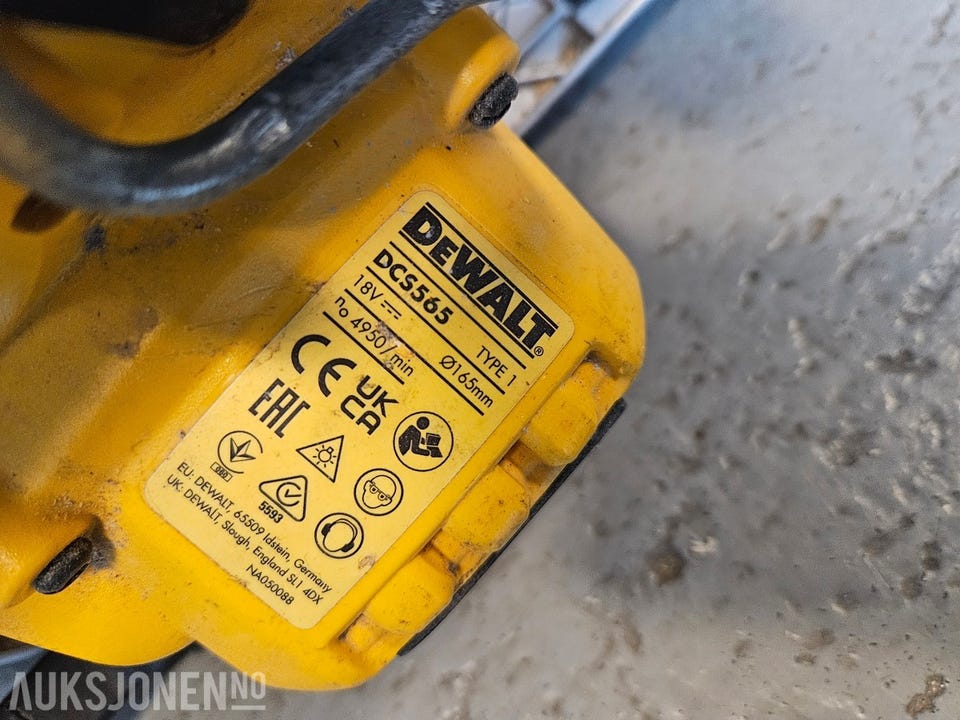 DEWALT®
DCS565 TYPE 1
18V Ø165mm
n₀ 4950/min
CE UK CA
EAC
5593
EU: DEWALT, 65509 Idstein, Germany
UK: DEWALT, Slough, England SL1 4DX
NA050088
AUKSJONEN.NO